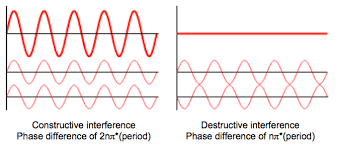 Constructive interference
Phase difference of 2nπ*(period)
Destructive interference
Phase difference of nπ*(period)